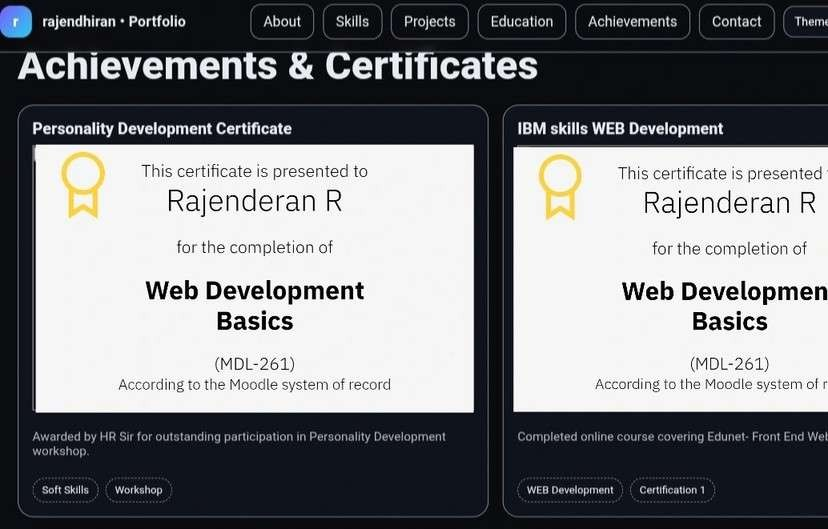 r rajendhiran • Portfolio About Skills Projects Education Achievements Contact Theme
Achievements & Certificates
Personality Development Certificate
This certificate is presented to
Rajenderan R
for the completion of
Web Development
Basics
(MDL-261)
According to the Moodle system of record
Awarded by HR Sir for outstanding participation in Personality Development
workshop.
Soft Skills Workshop
IBM skills WEB Development
This certificate is presented
Rajenderan R
for the completion of
Web Developmen
Basics
(MDL-261)
According to the Moodle system of
Completed online course covering Edunet- Front End Web
WEB Development Certification 1